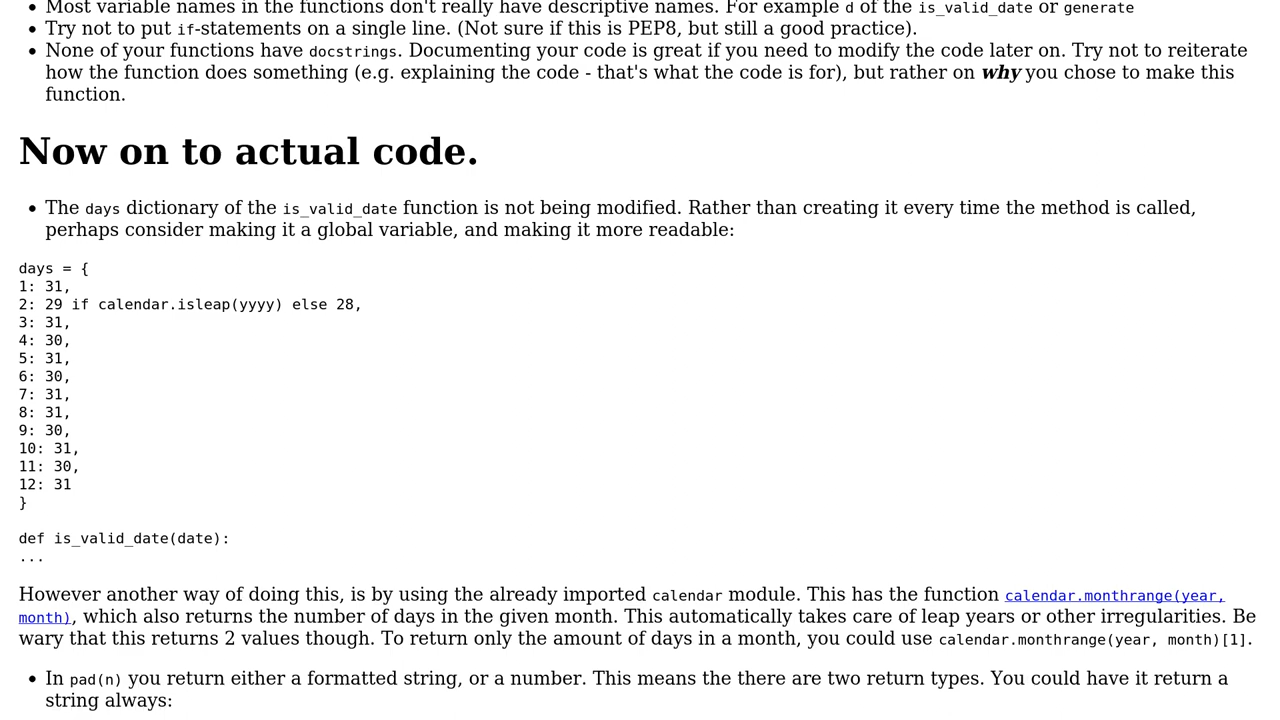 Most variable names in the functions don't really have descriptive names. For example d of the is_valid_date or generate
Try not to put if-statements on a single line. (Not sure if this is PEP8, but still a good practice).
None of your functions have docstrings. Documenting your code is great if you need to modify the code later on. Try not to reiterate
how the function does something (e.g. explaining the code - that's what the code is for), but rather on why you chose to make this
function.
Now on to actual code.
The days dictionary of the is_valid_date function is not being modified. Rather than creating it every time the method is called,
perhaps consider making it a global variable, and making it more readable:
days = {
1: 31,
2: 29 if calendar.isleap(yyyy) else 28,
3: 31,
4: 30,
5: 31,
6: 30,
7: 31,
8: 31,
9: 30,
10: 31,
11: 30,
12: 31
}
def is_valid_date(date):
...
However another way of doing this, is by using the already imported calendar module. This has the function calendar.monthrange(year,
month), which also returns the number of days in the given month. This automatically takes care of leap years or other irregularities. Be
wary that this returns 2 values though. To return only the amount of days in a month, you could use calendar.monthrange(year, month)[1].
In pad(n) you return either a formatted string, or a number. This means the there are two return types. You could have it return a
string always: